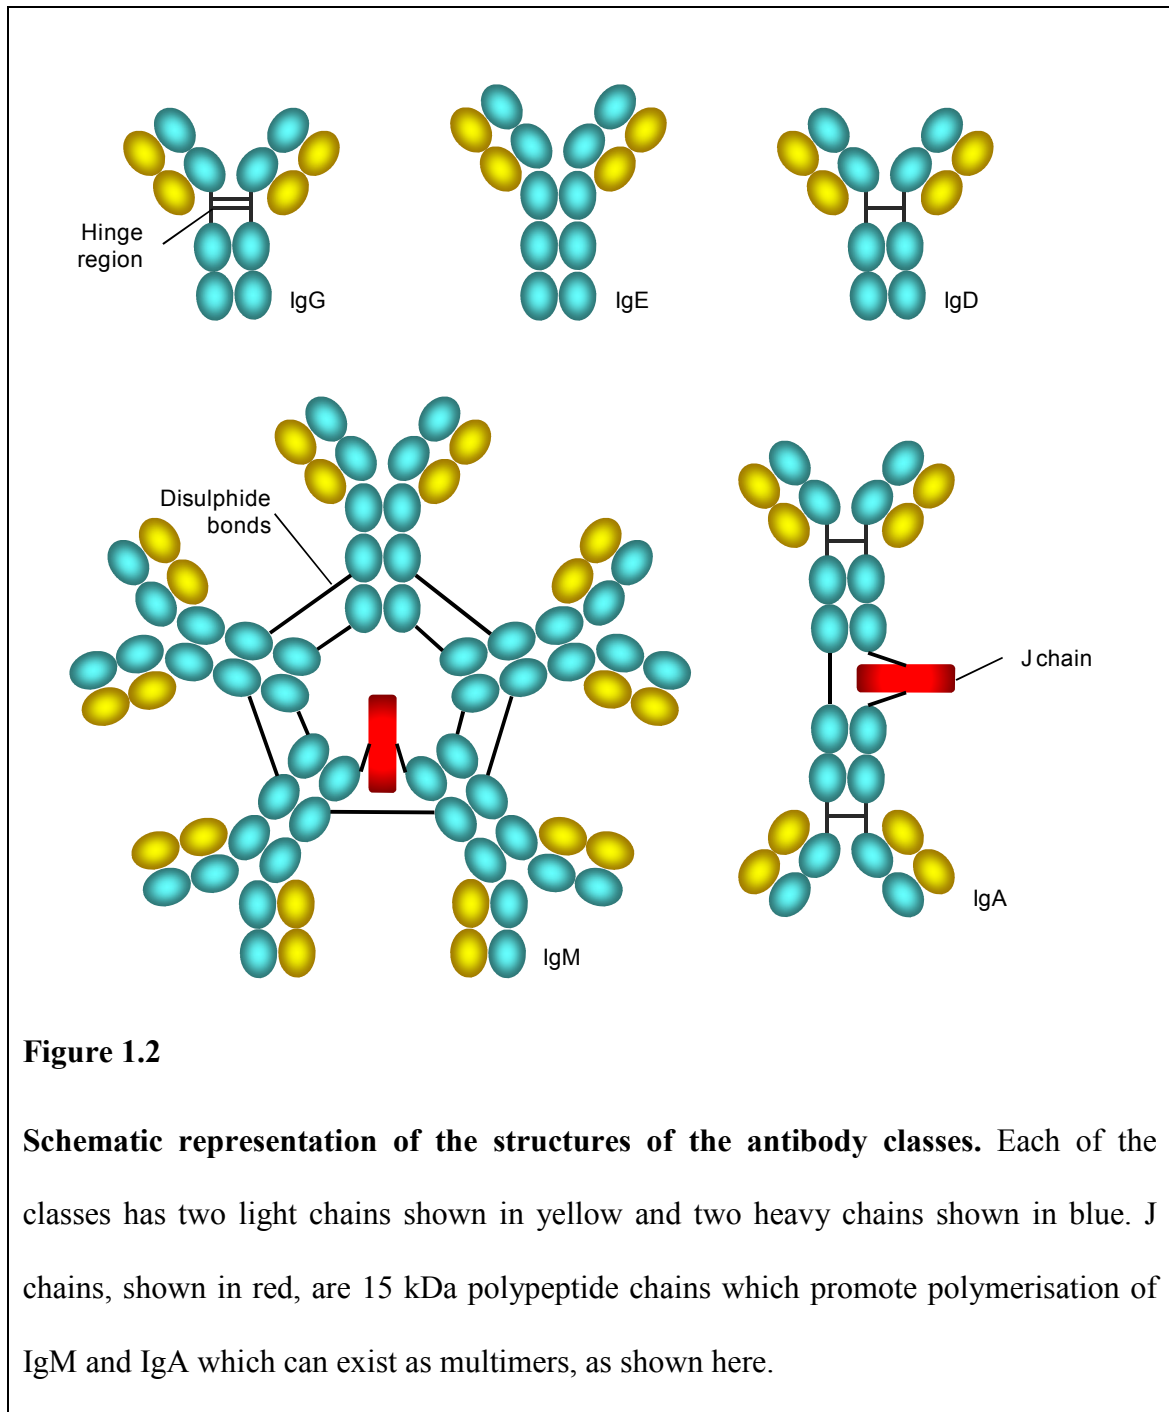 Hinge
region
IgG
IgE
IgD
Disulphide
bonds
J chain
IgM
IgA
Figure 1.2
Schematic representation of the structures of the antibody classes. Each of the
classes has two light chains shown in yellow and two heavy chains shown in blue. J
chains, shown in red, are 15 kDa polypeptide chains which promote polymerisation of
IgM and IgA which can exist as multimers, as shown here.